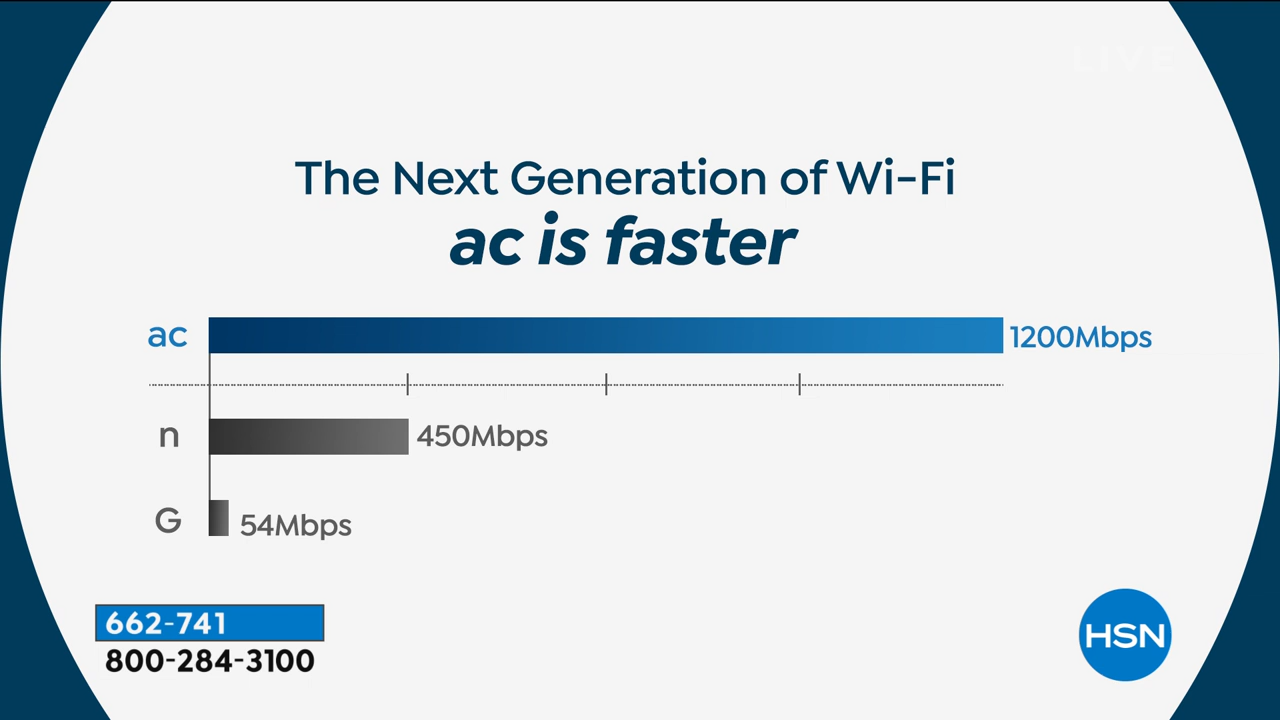 LIVE
The Next Generation of Wi-Fi
ac is faster
ac 1200Mbps
n 450Mbps
G 54Mbps
662-741
800-284-3100
HSN